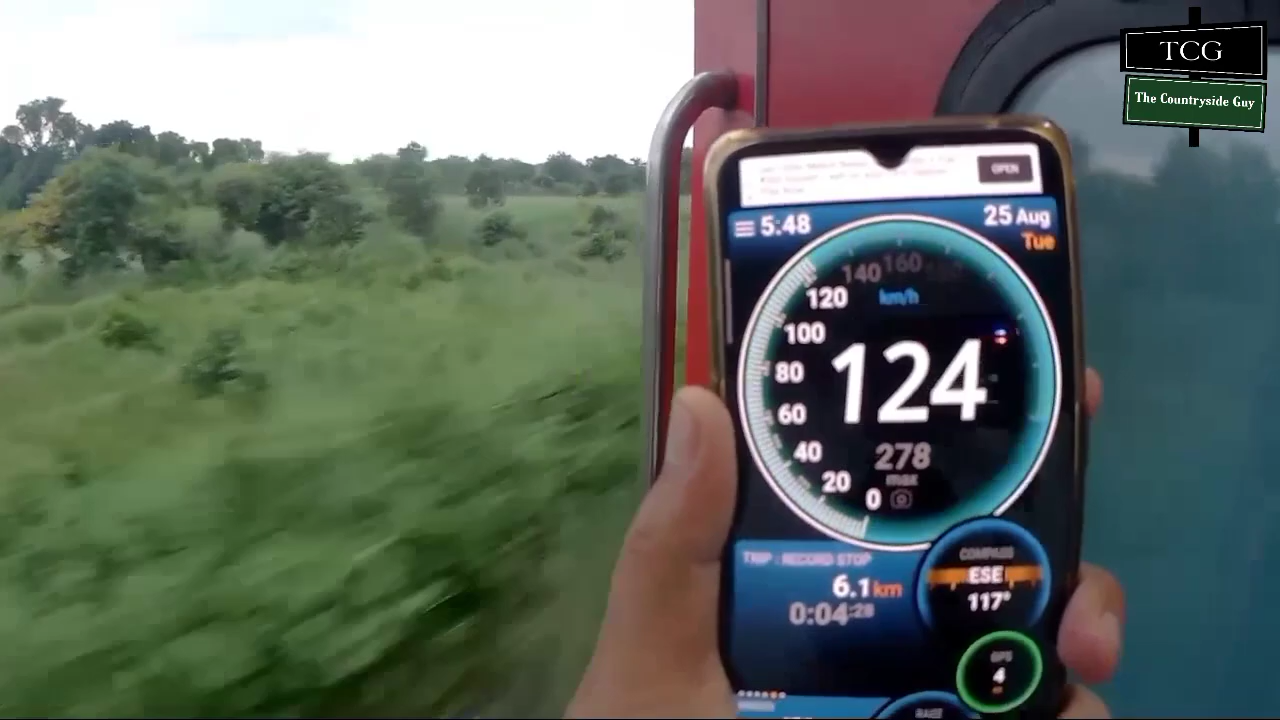 TCG
The Countryside Guy
OPEN
5:48
25 Aug
Tue
140 160
120
km/h
100
124
80
60
40
278
max
20
0
TRIP : RECORD STOP
6.1 km
0:04:28
COMPASS
ESE
117°
GPS
4